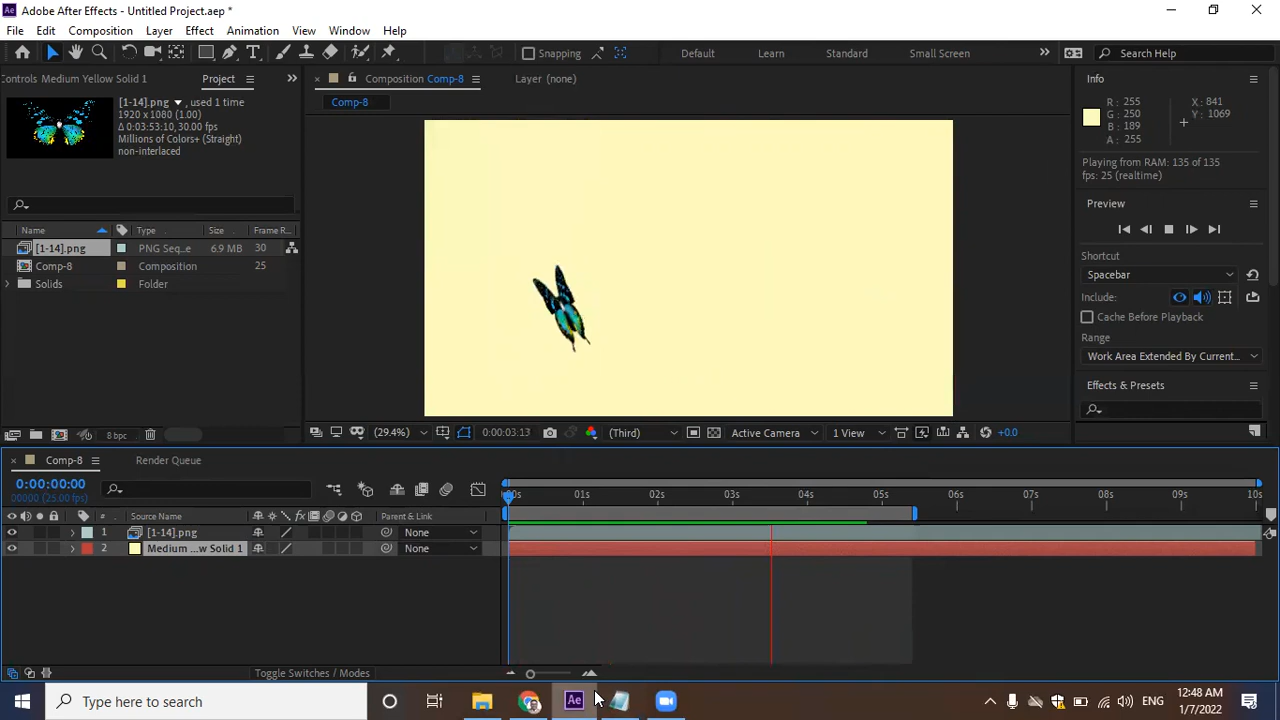 Adobe After Effects - Untitled Project.aep *
File Edit Composition Layer Effect Animation View Window Help
Snapping Default Learn Standard Small Screen Search Help
Controls Medium Yellow Solid 1 Project
Composition Comp-8 Layer (none)
Comp-8
[1-14].png ▼, used 1 time
1920 x 1080 (1.00)
Δ 0:03:53:10, 30.00 fps
Millions of Colors+ (Straight)
non-interlaced
Name Type Size Frame R...
[1-14].png PNG Seq...e 6.9 MB 30
Comp-8 Composition 25
Solids Folder
8 bpc
(29.4%) 0:00:03:13 (Third) Active Camera 1 View +0.0
Info
R: 255 X: 841
G: 250 Y: 1069
B: 189
A: 255
Playing from RAM: 135 of 135
fps: 25 (realtime)
Preview
Shortcut
Spacebar
Include:
Cache Before Playback
Range
Work Area Extended By Current...
Effects & Presets
Comp-8 Render Queue
0:00:00:00
00000 (25.00 fps)
:00s 01s 02s 03s 04s 05s 06s 07s 08s 09s 10s
# Source Name Parent & Link
1 [1-14].png None
2 Medium ...w Solid 1 None
Toggle Switches / Modes
Type here to search
ENG
12:48 AM
1/7/2022